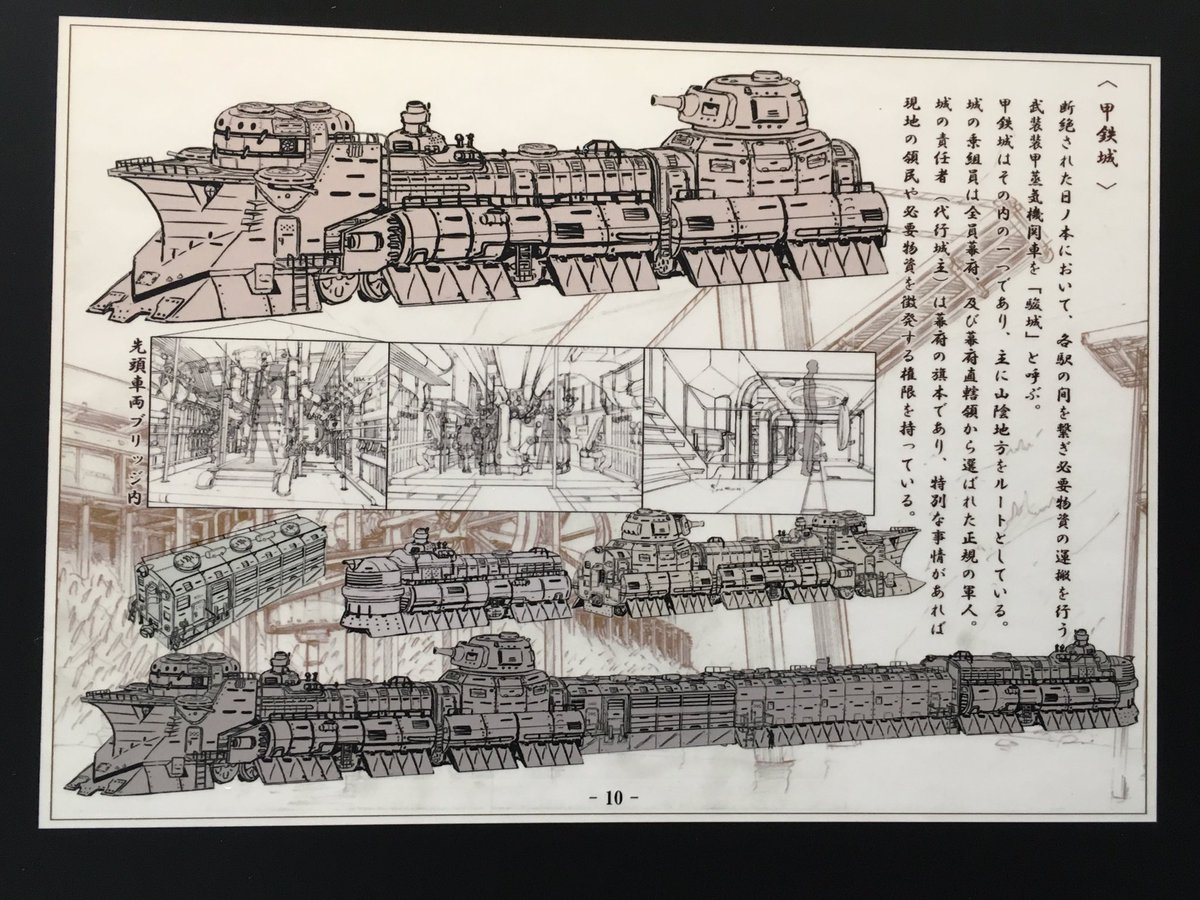 〈甲鉄城〉
断絶された日ノ本において、各駅の間を繋ぎ必要物資の運搬を行う
武装装甲蒸気機関車を「駿城」と呼ぶ。
甲鉄城はその内の一つであり、主に山陰地方をルートとしている。
城の乗組員は全員幕府、及び幕府直轄領から選ばれた正規の軍人。
城の責任者(代行城主)は幕府の旗本であり、特別な事情があれば
現地の領民や必要物資を徴発する権限を持っている。
先頭車両ブリッジ内
- 10 -